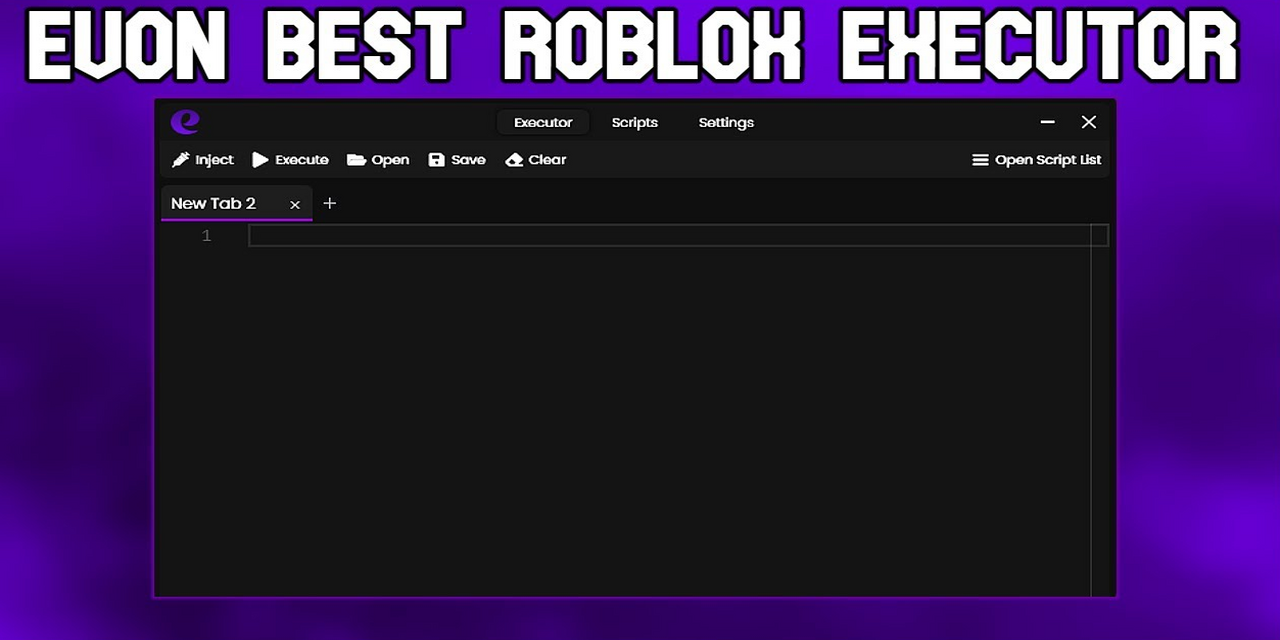 EVON BEST ROBLOX EXECUTOR
e
Executor Scripts Settings
Inject Execute Open Save Clear Open Script List
New Tab 2
1